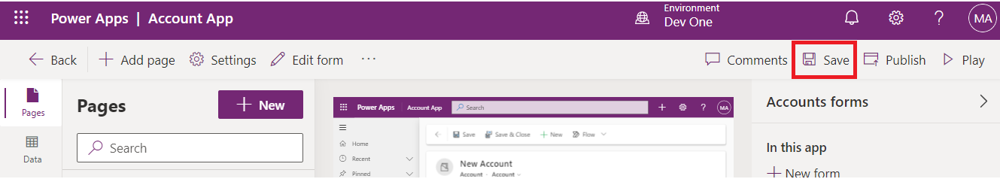 Power Apps | Account App
Environment
Dev One
MA
Back
Add page
Settings
Edit form
...
Comments
Save
Publish
Play
Pages
Data
Pages
New
Search
Power Apps
Account App
Search
MA
Home
Recent
Pinned
Save
Save & Close
New
Flow
New Account
Account · Account
Accounts forms
In this app
New form